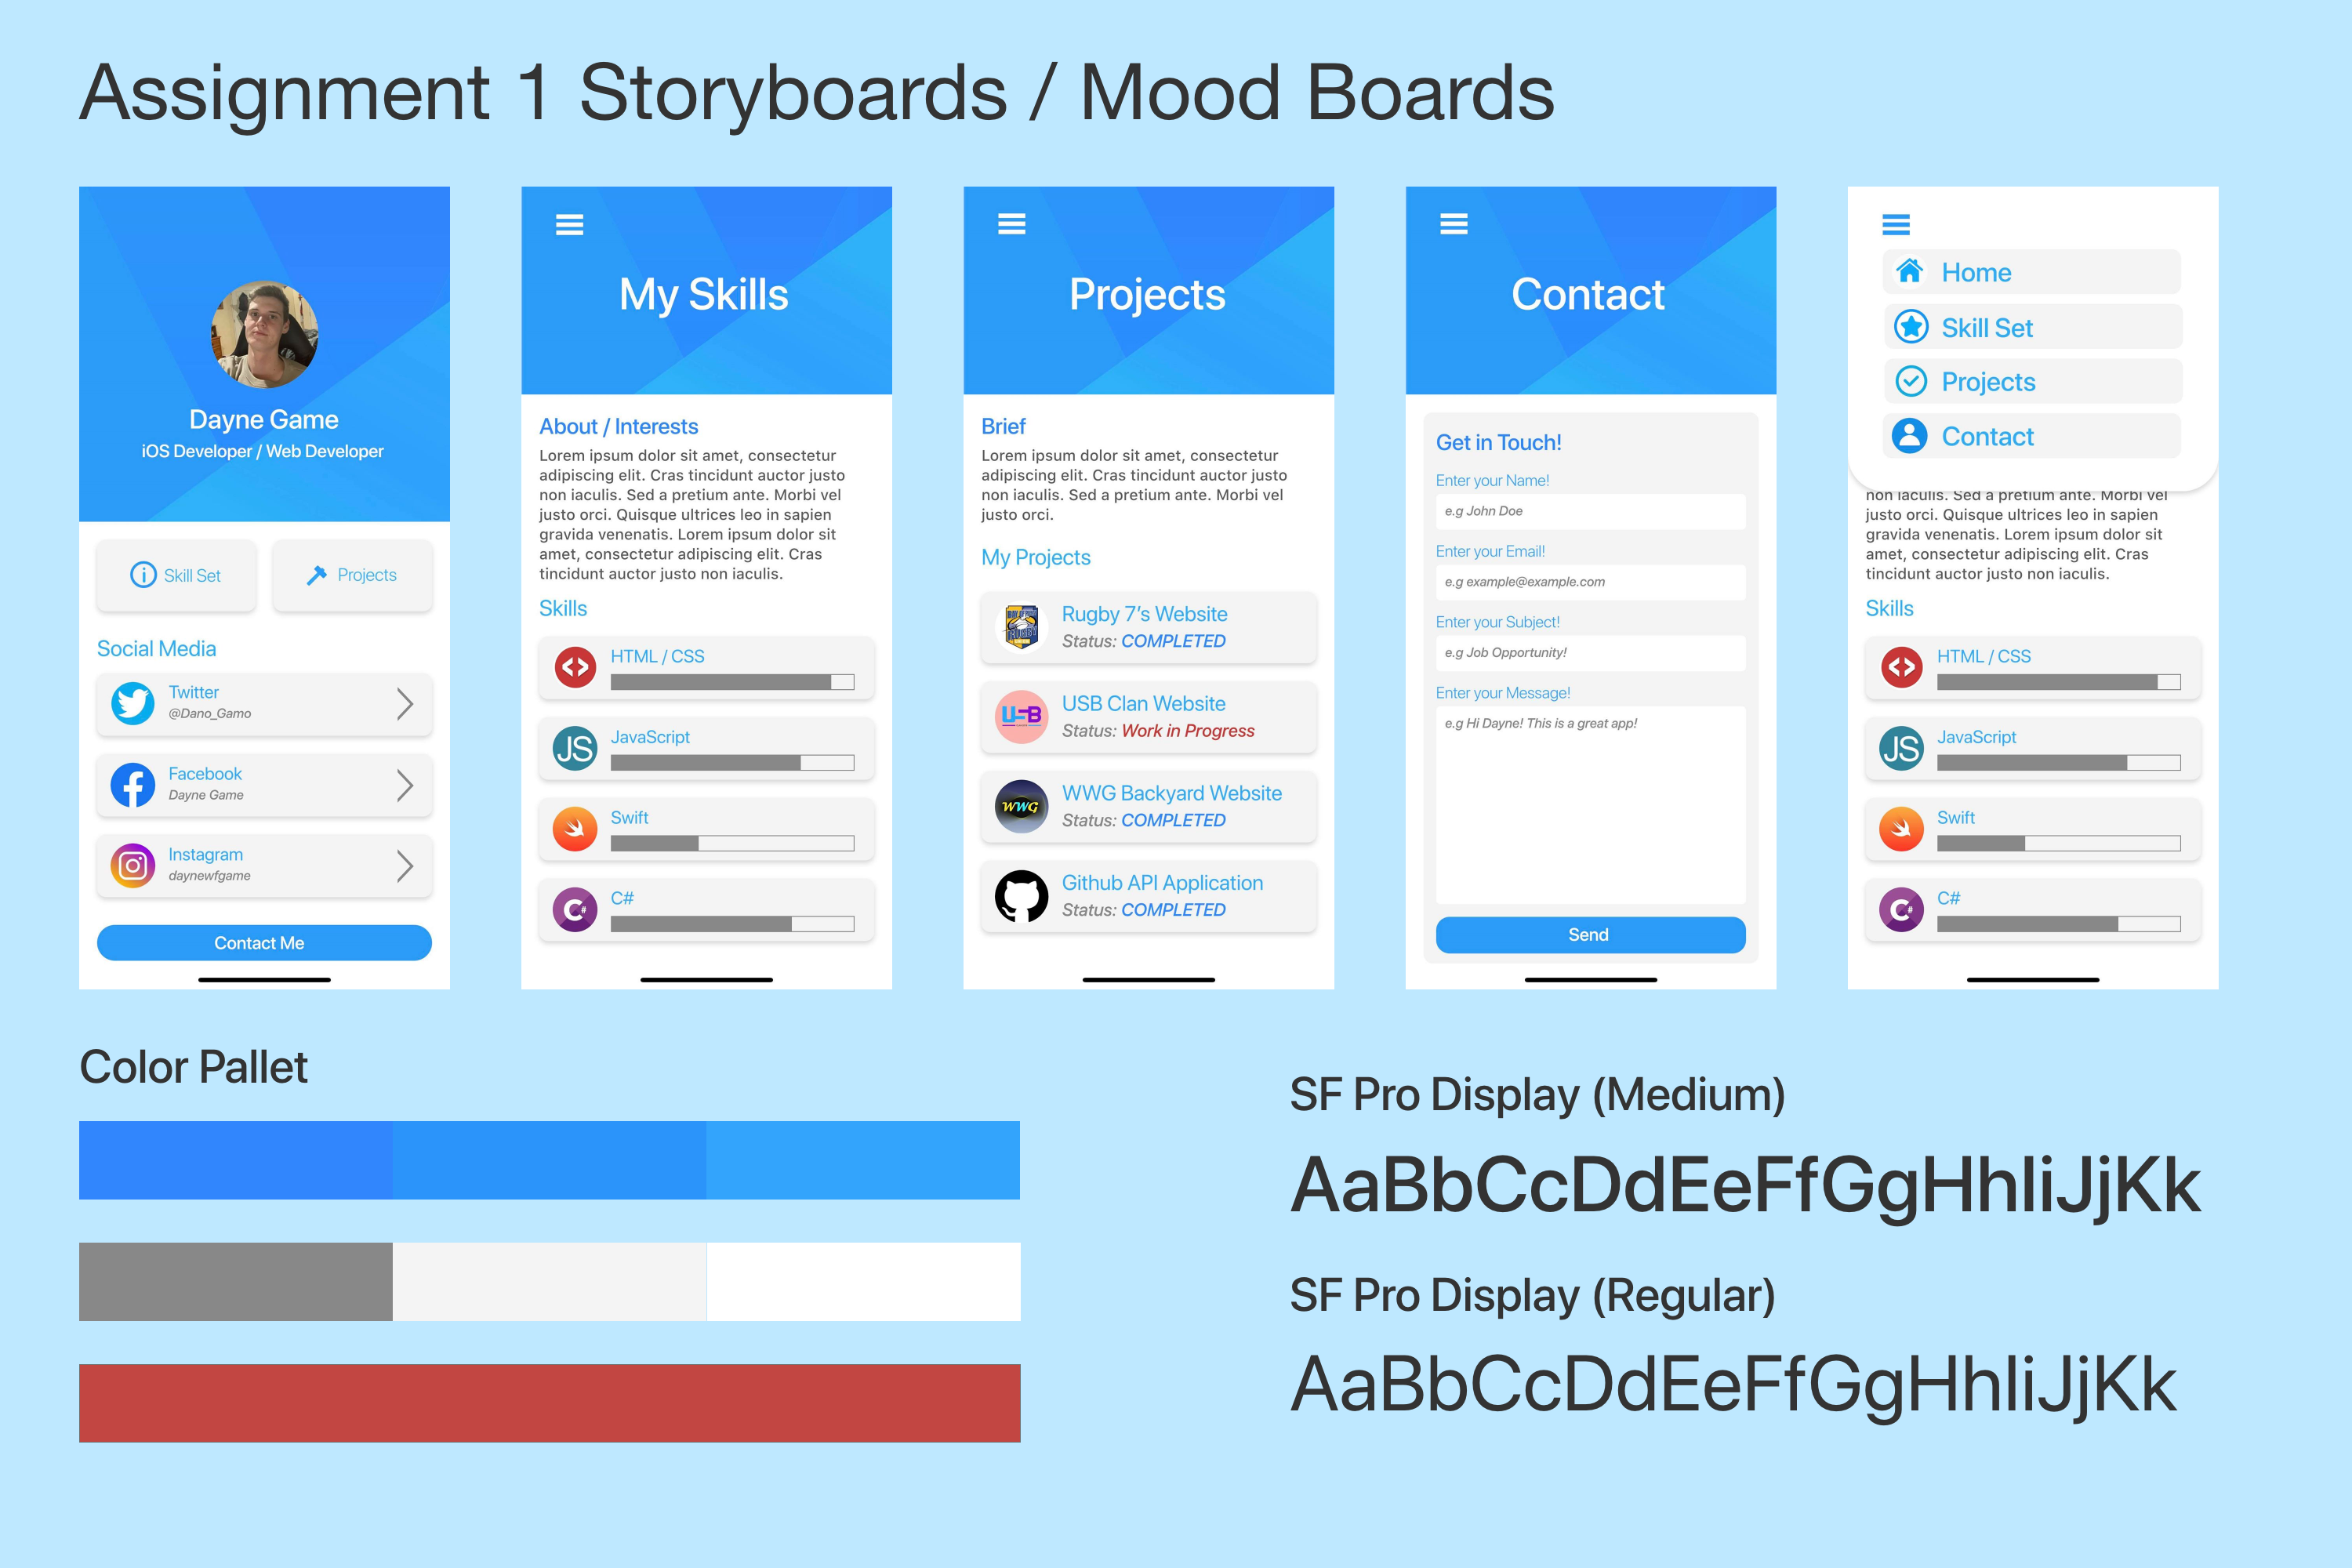 Assignment 1 Storyboards / Mood Boards
Dayne Game
iOS Developer / Web Developer
Skill Set
Projects
Social Media
Twitter
@Dano_Gamo
Facebook
Dayne Game
Instagram
daynewfgame
Contact Me
My Skills
About / Interests
Lorem ipsum dolor sit amet, consectetur
adipiscing elit. Cras tincidunt auctor justo
non iaculis. Sed a pretium ante. Morbi vel
justo orci. Quisque ultrices leo in sapien
gravida venenatis. Lorem ipsum dolor sit
amet, consectetur adipiscing elit. Cras
tincidunt auctor justo non iaculis.
Skills
HTML / CSS
JS
JavaScript
Swift
C#
C#
Projects
Brief
Lorem ipsum dolor sit amet, consectetur
adipiscing elit. Cras tincidunt auctor justo
non iaculis. Sed a pretium ante. Morbi vel
justo orci.
My Projects
Rugby 7's Website
Status: COMPLETED
USB
USB Clan Website
Status: Work in Progress
WWG
WWG Backyard Website
Status: COMPLETED
Github API Application
Status: COMPLETED
Contact
Get in Touch!
Enter your Name!
e.g John Doe
Enter your Email!
e.g example@example.com
Enter your Subject!
e.g Job Opportunity!
Enter your Message!
e.g Hi Dayne! This is a great app!
Send
Home
Skill Set
Projects
Contact
non iaculis. Sed a pretium ante. Morbi vel
justo orci. Quisque ultrices leo in sapien
gravida venenatis. Lorem ipsum dolor sit
amet, consectetur adipiscing elit. Cras
tincidunt auctor justo non iaculis.
Skills
HTML / CSS
JS
JavaScript
Swift
C#
C#
Color Pallet
SF Pro Display (Medium)
AaBbCcDdEeFfGgHhIiJjKk
SF Pro Display (Regular)
AaBbCcDdEeFfGgHhIiJjKk